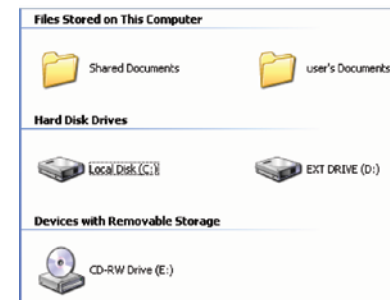 Files Stored on This Computer
Shared Documents
user's Documents
Hard Disk Drives
Local Disk (C:)
EXT DRIVE (D:)
Devices with Removable Storage
CD-RW Drive (E:)